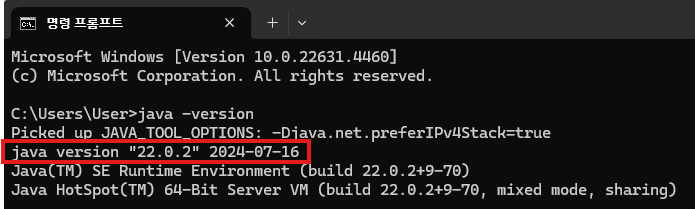 명령 프롬프트
Microsoft Windows [Version 10.0.22631.4460]
(c) Microsoft Corporation. All rights reserved.
C:\Users\User>java -version
Picked up JAVA_TOOL_OPTIONS: -Djava.net.preferIPv4Stack=true
java version "22.0.2" 2024-07-16
Java(TM) SE Runtime Environment (build 22.0.2+9-70)
Java HotSpot(TM) 64-Bit Server VM (build 22.0.2+9-70, mixed mode, sharing)